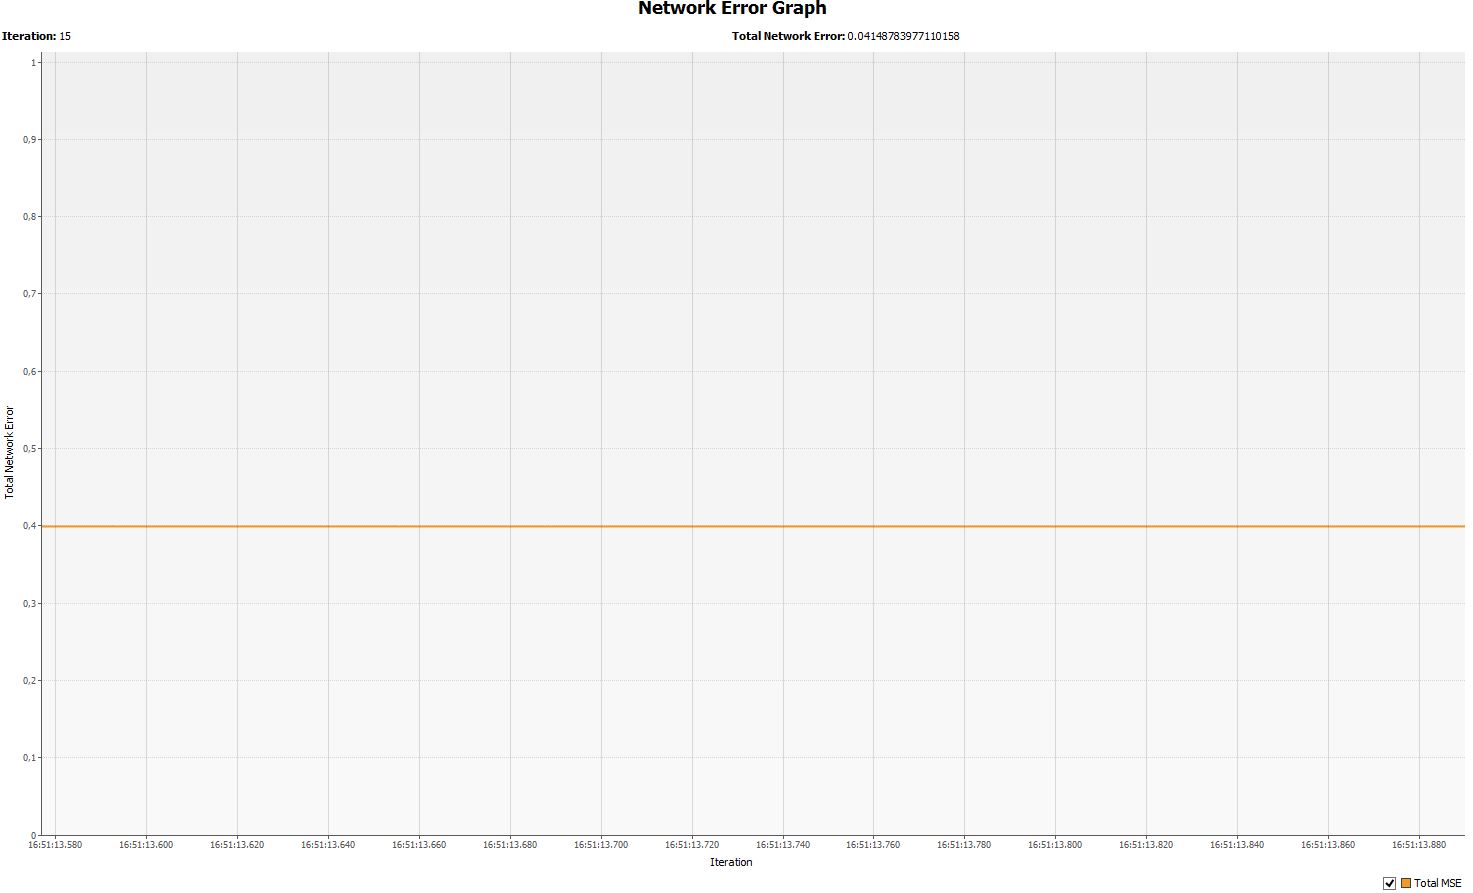 Network Error Graph
Iteration: 15
Total Network Error: 0.04148783977110158
1
0,9
0,8
0,7
0,6
0,5
0,4
0,3
0,2
0,1
0
Total Network Error
16:51:13.580 16:51:13.600 16:51:13.620 16:51:13.640 16:51:13.660 16:51:13.680 16:51:13.700 16:51:13.720 16:51:13.740 16:51:13.760 16:51:13.780 16:51:13.800 16:51:13.820 16:51:13.840 16:51:13.860 16:51:13.880
Iteration
Total MSE